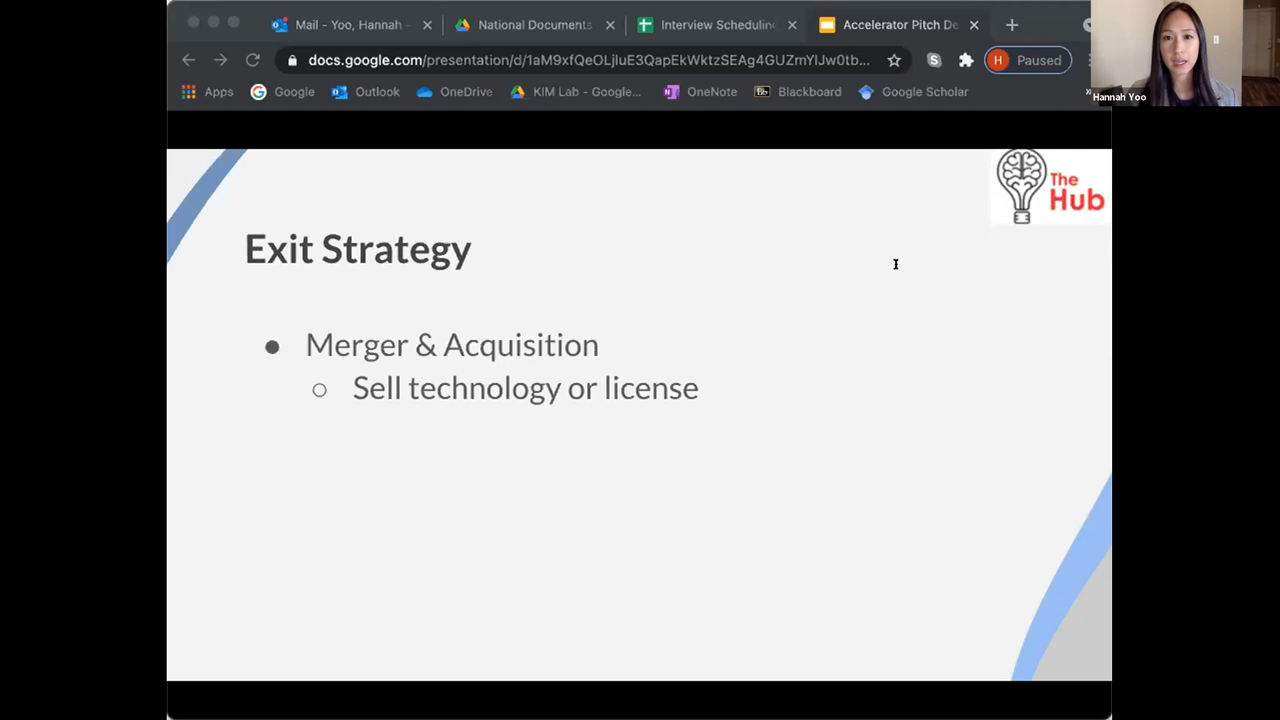 Mail - Yoo, Hannah -
National Documents
Interview Scheduling
Accelerator Pitch De
docs.google.com/presentation/d/1aM9xfQeOLjluE3QapEkWktzSEAg4GUZmYlJw0tb...
H Paused
Apps
Google
Outlook
OneDrive
KIM Lab - Google...
OneNote
Bb Blackboard
Google Scholar
»
Hannah Yoo
The
Hub
Exit Strategy
● Merger & Acquisition
○ Sell technology or license